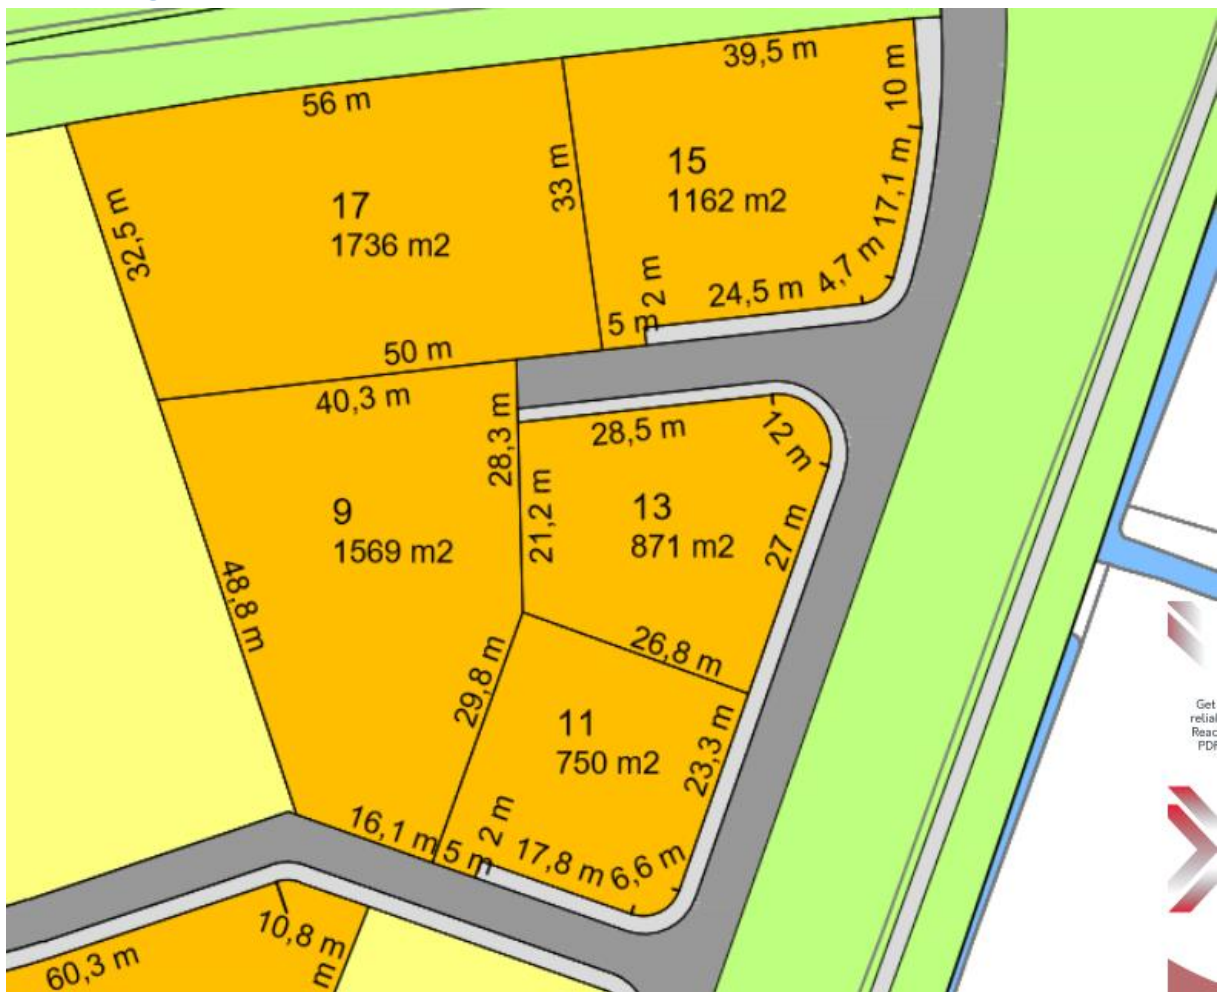 39,5 m
10 m
56 m
15
1162 m2
33 m
17,1 m
17
1736 m2
32,5 m
4,7 m
2 m
24,5 m
5 m
50 m
40,3 m
28,3 m
28,5 m
12 m
21,2 m
13
871 m2
27 m
9
1569 m2
48,8 m
26,8 m
29,8 m
11
750 m2
23,3 m
16,1 m
5 m
2 m
17,8 m
6,6 m
10,8 m
m
60,3 m
Get
relial
Reac
PDF